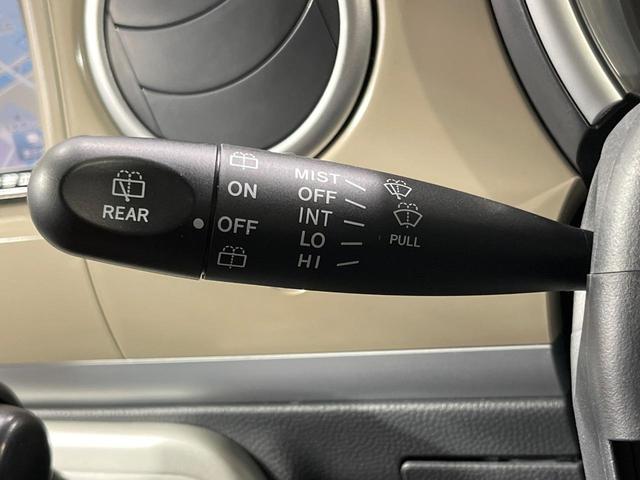 REAR
ON
OFF
MIST
OFF
INT
LO
HI
PULL